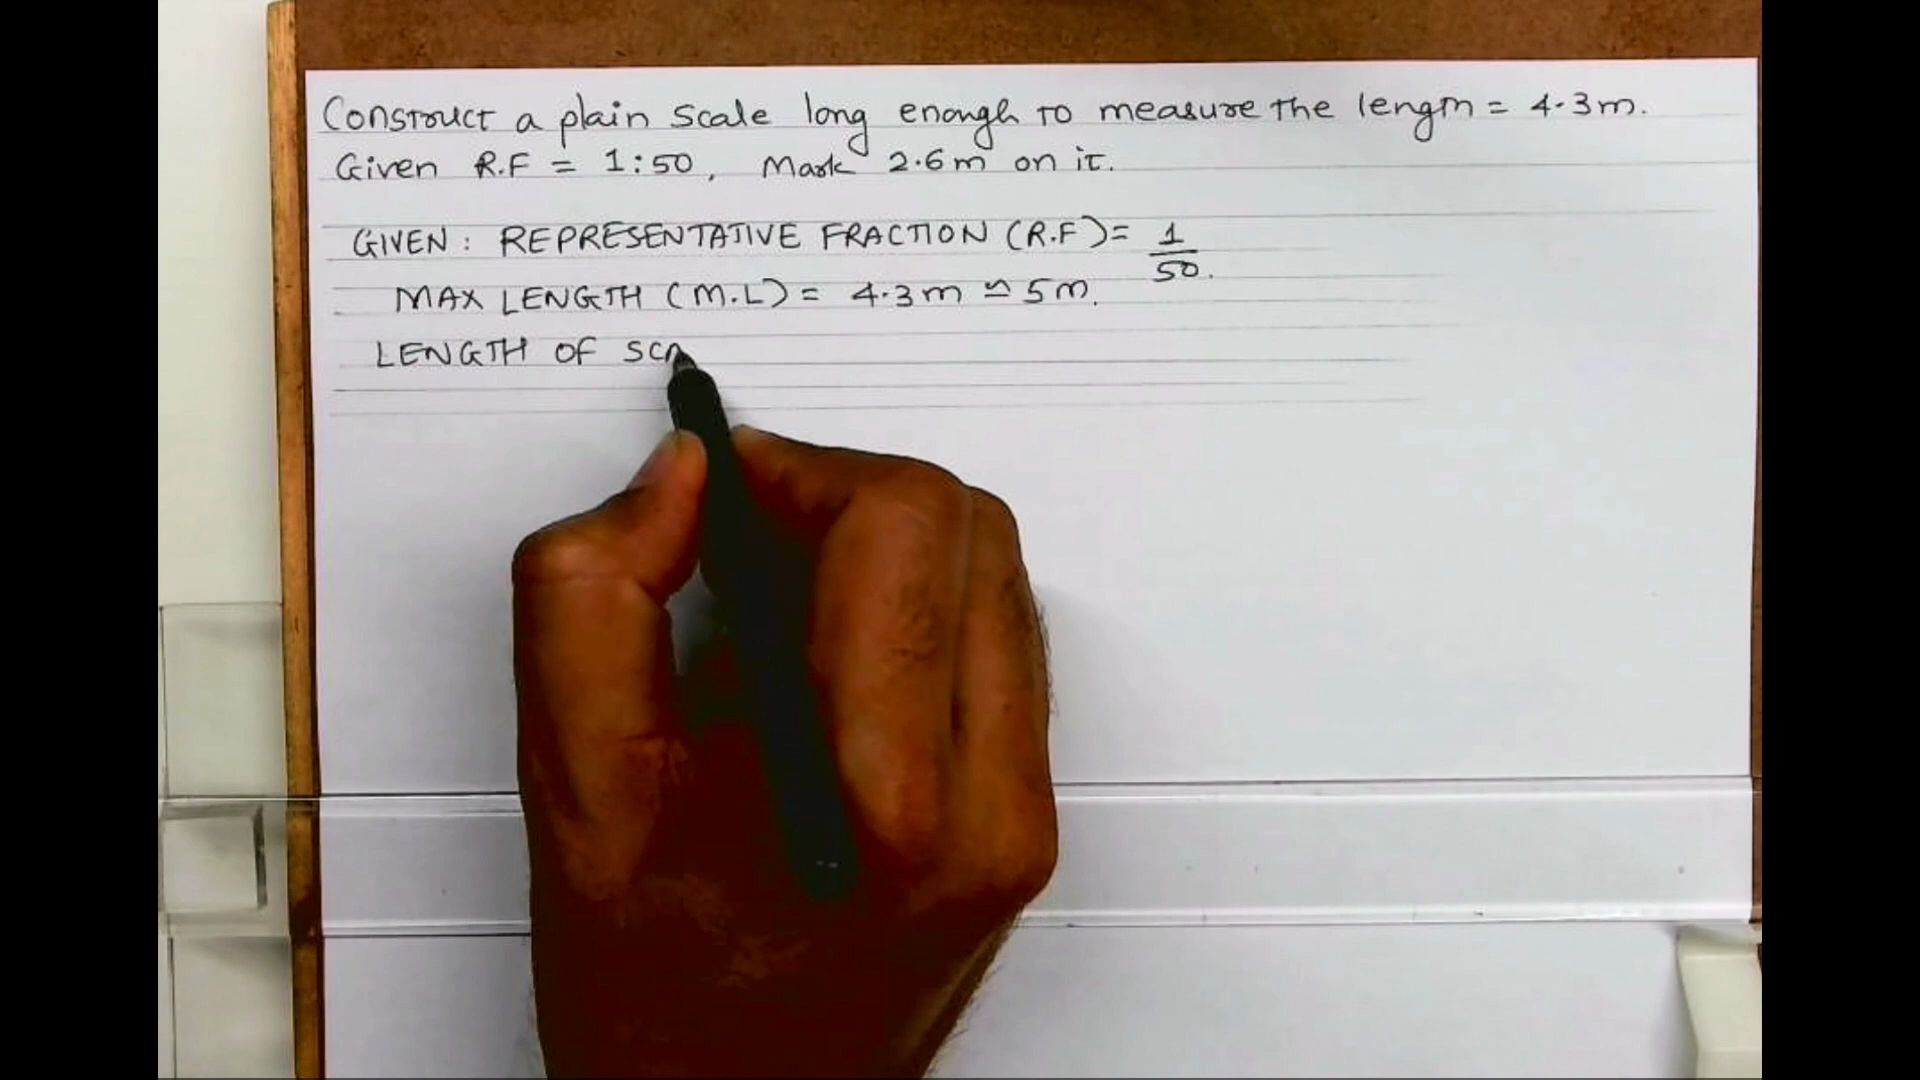 Construct a plain scale long enough to measure the length = 4.3m.
Given R.F = 1:50, Mark 2.6m on it.
GIVEN: REPRESENTATIVE FRACTION (R.F) = 1/50.
MAX LENGTH (M.L) = 4.3m ≃ 5m.
LENGTH OF SCA